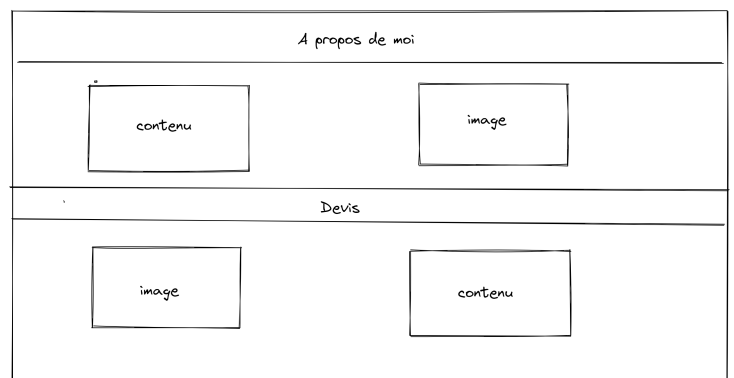 A propos de moi
contenu
image
Devis
image
contenu